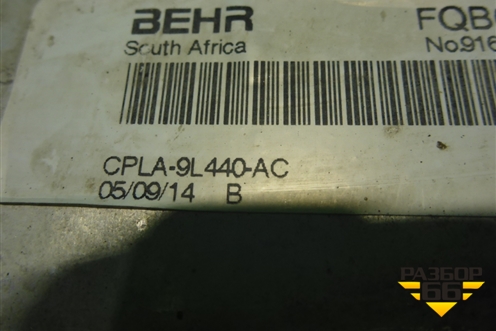 BEHR
South Africa
FQB
No.916
CPLA-9L440-AC
05/09/14 B
РАЗБОР
66